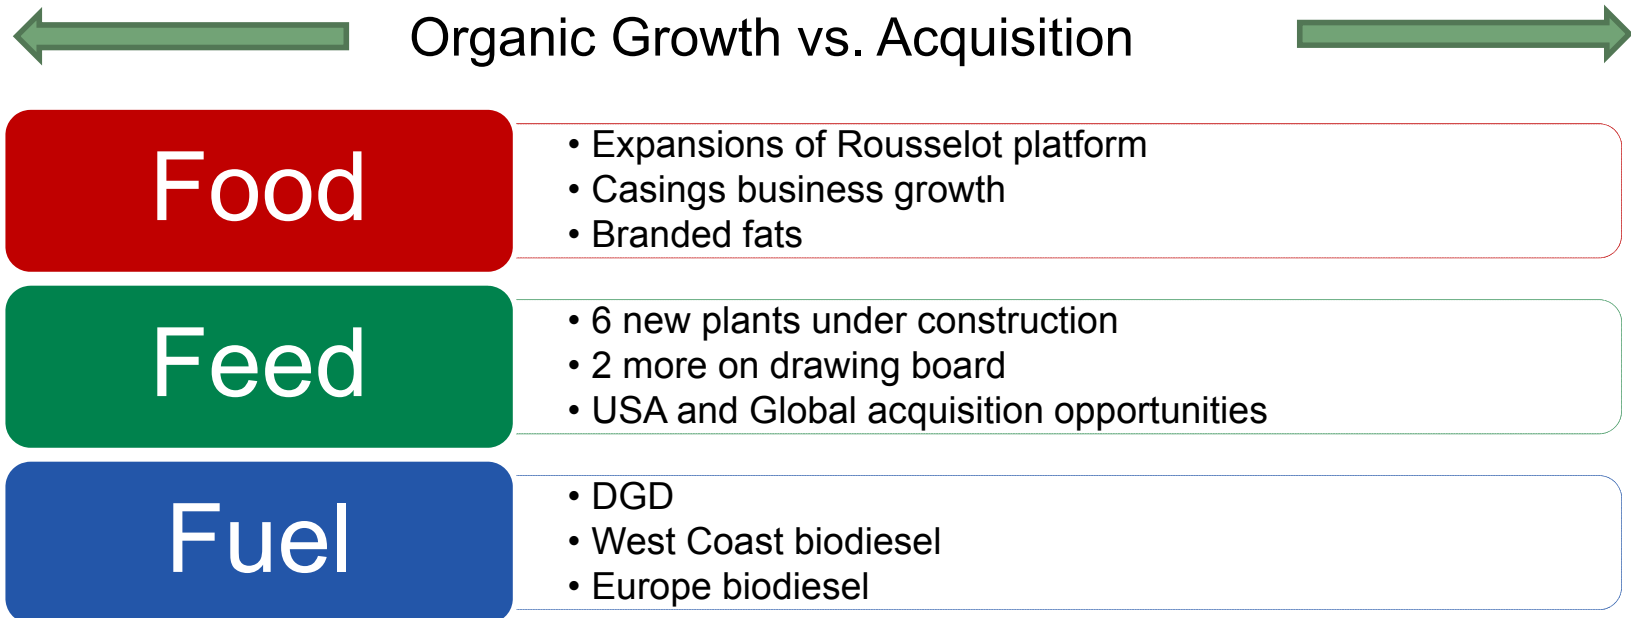 Organic Growth vs. Acquisition
Food
• Expansions of Rousselot platform
• Casings business growth
• Branded fats
Feed
• 6 new plants under construction
• 2 more on drawing board
• USA and Global acquisition opportunities
Fuel
• DGD
• West Coast biodiesel
• Europe biodiesel